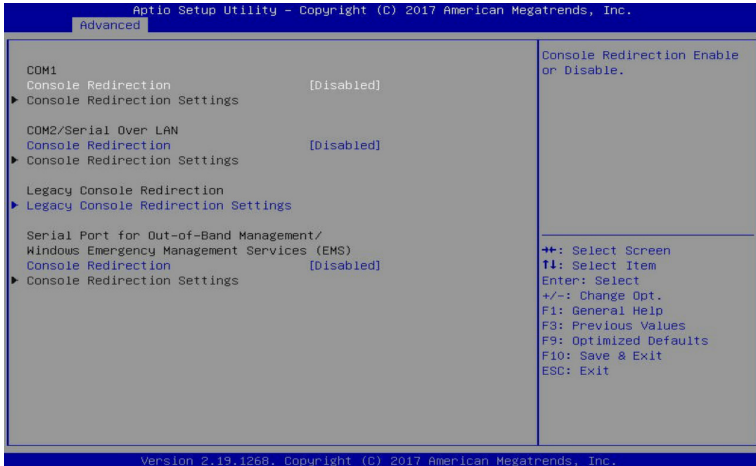 Aptio Setup Utility – Copyright (C) 2017 American Megatrends, Inc.
Advanced
COM1
Console Redirection [Disabled]
▶ Console Redirection Settings
COM2/Serial Over LAN
Console Redirection [Disabled]
▶ Console Redirection Settings
Legacy Console Redirection
▶ Legacy Console Redirection Settings
Serial Port for Out-of-Band Management/
Windows Emergency Management Services (EMS)
Console Redirection [Disabled]
▶ Console Redirection Settings
Console Redirection Enable
or Disable.
→←: Select Screen
↑↓: Select Item
Enter: Select
+/-: Change Opt.
F1: General Help
F3: Previous Values
F9: Optimized Defaults
F10: Save & Exit
ESC: Exit
Version 2.19.1268. Copyright (C) 2017 American Megatrends, Inc.